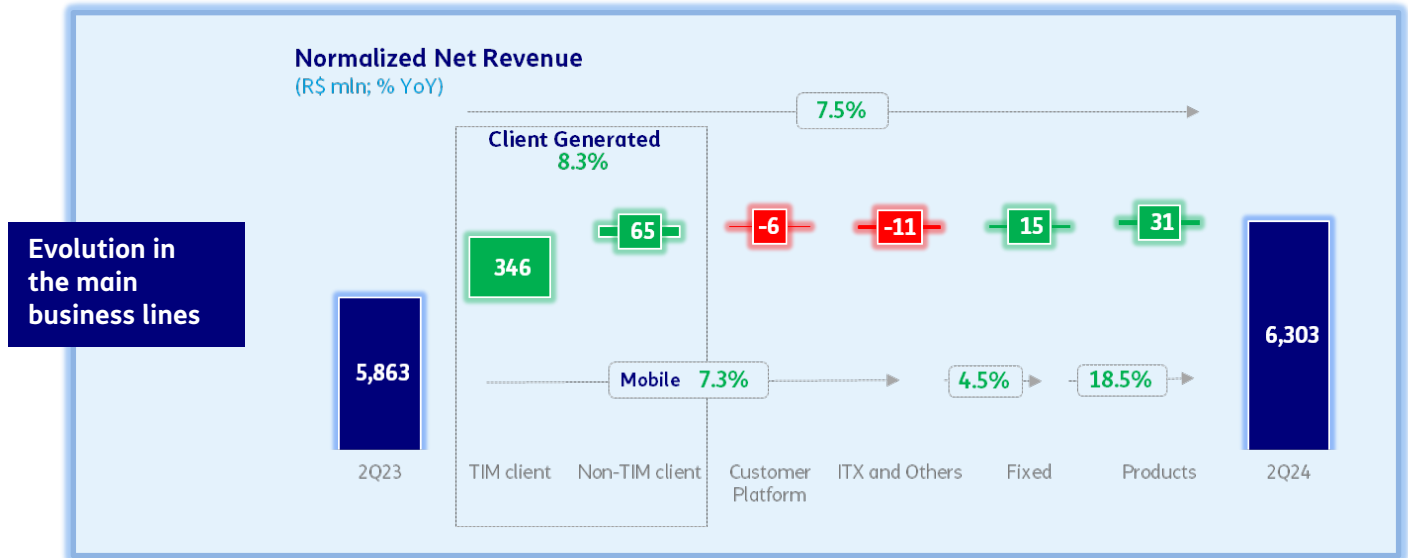 Normalized Net Revenue
(R$ mln; % YoY)
7.5%
Client Generated
8.3%
Evolution in
the main
business lines
5,863
346
65
-6
-11
15
31
6,303
Mobile 7.3%
4.5%
18.5%
2Q23
TIM client
Non-TIM client
Customer
Platform
ITX and Others
Fixed
Products
2Q24